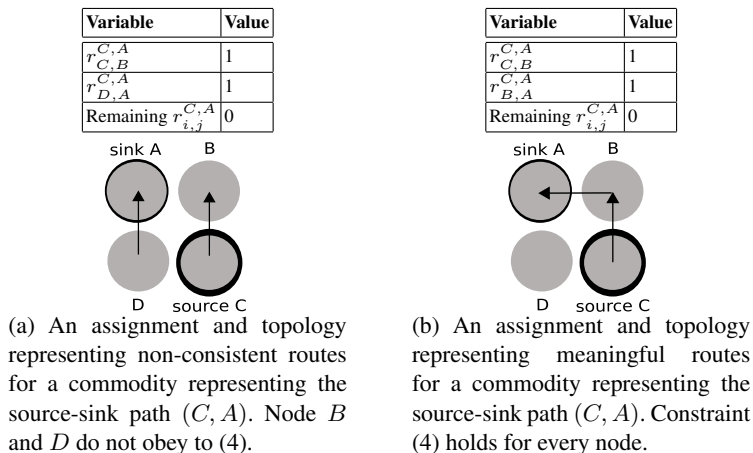 Variable Value
r^{C,A}_{C,B} 1
r^{C,A}_{D,A} 1
Remaining r^{C,A}_{i,j} 0
sink A B
D source C
(a) An assignment and topology
representing non-consistent routes
for a commodity representing the
source-sink path (C, A). Node B
and D do not obey to (4).
Variable Value
r^{C,A}_{C,B} 1
r^{C,A}_{B,A} 1
Remaining r^{C,A}_{i,j} 0
sink A B
D source C
(b) An assignment and topology
representing meaningful routes
for a commodity representing the
source-sink path (C, A). Constraint
(4) holds for every node.